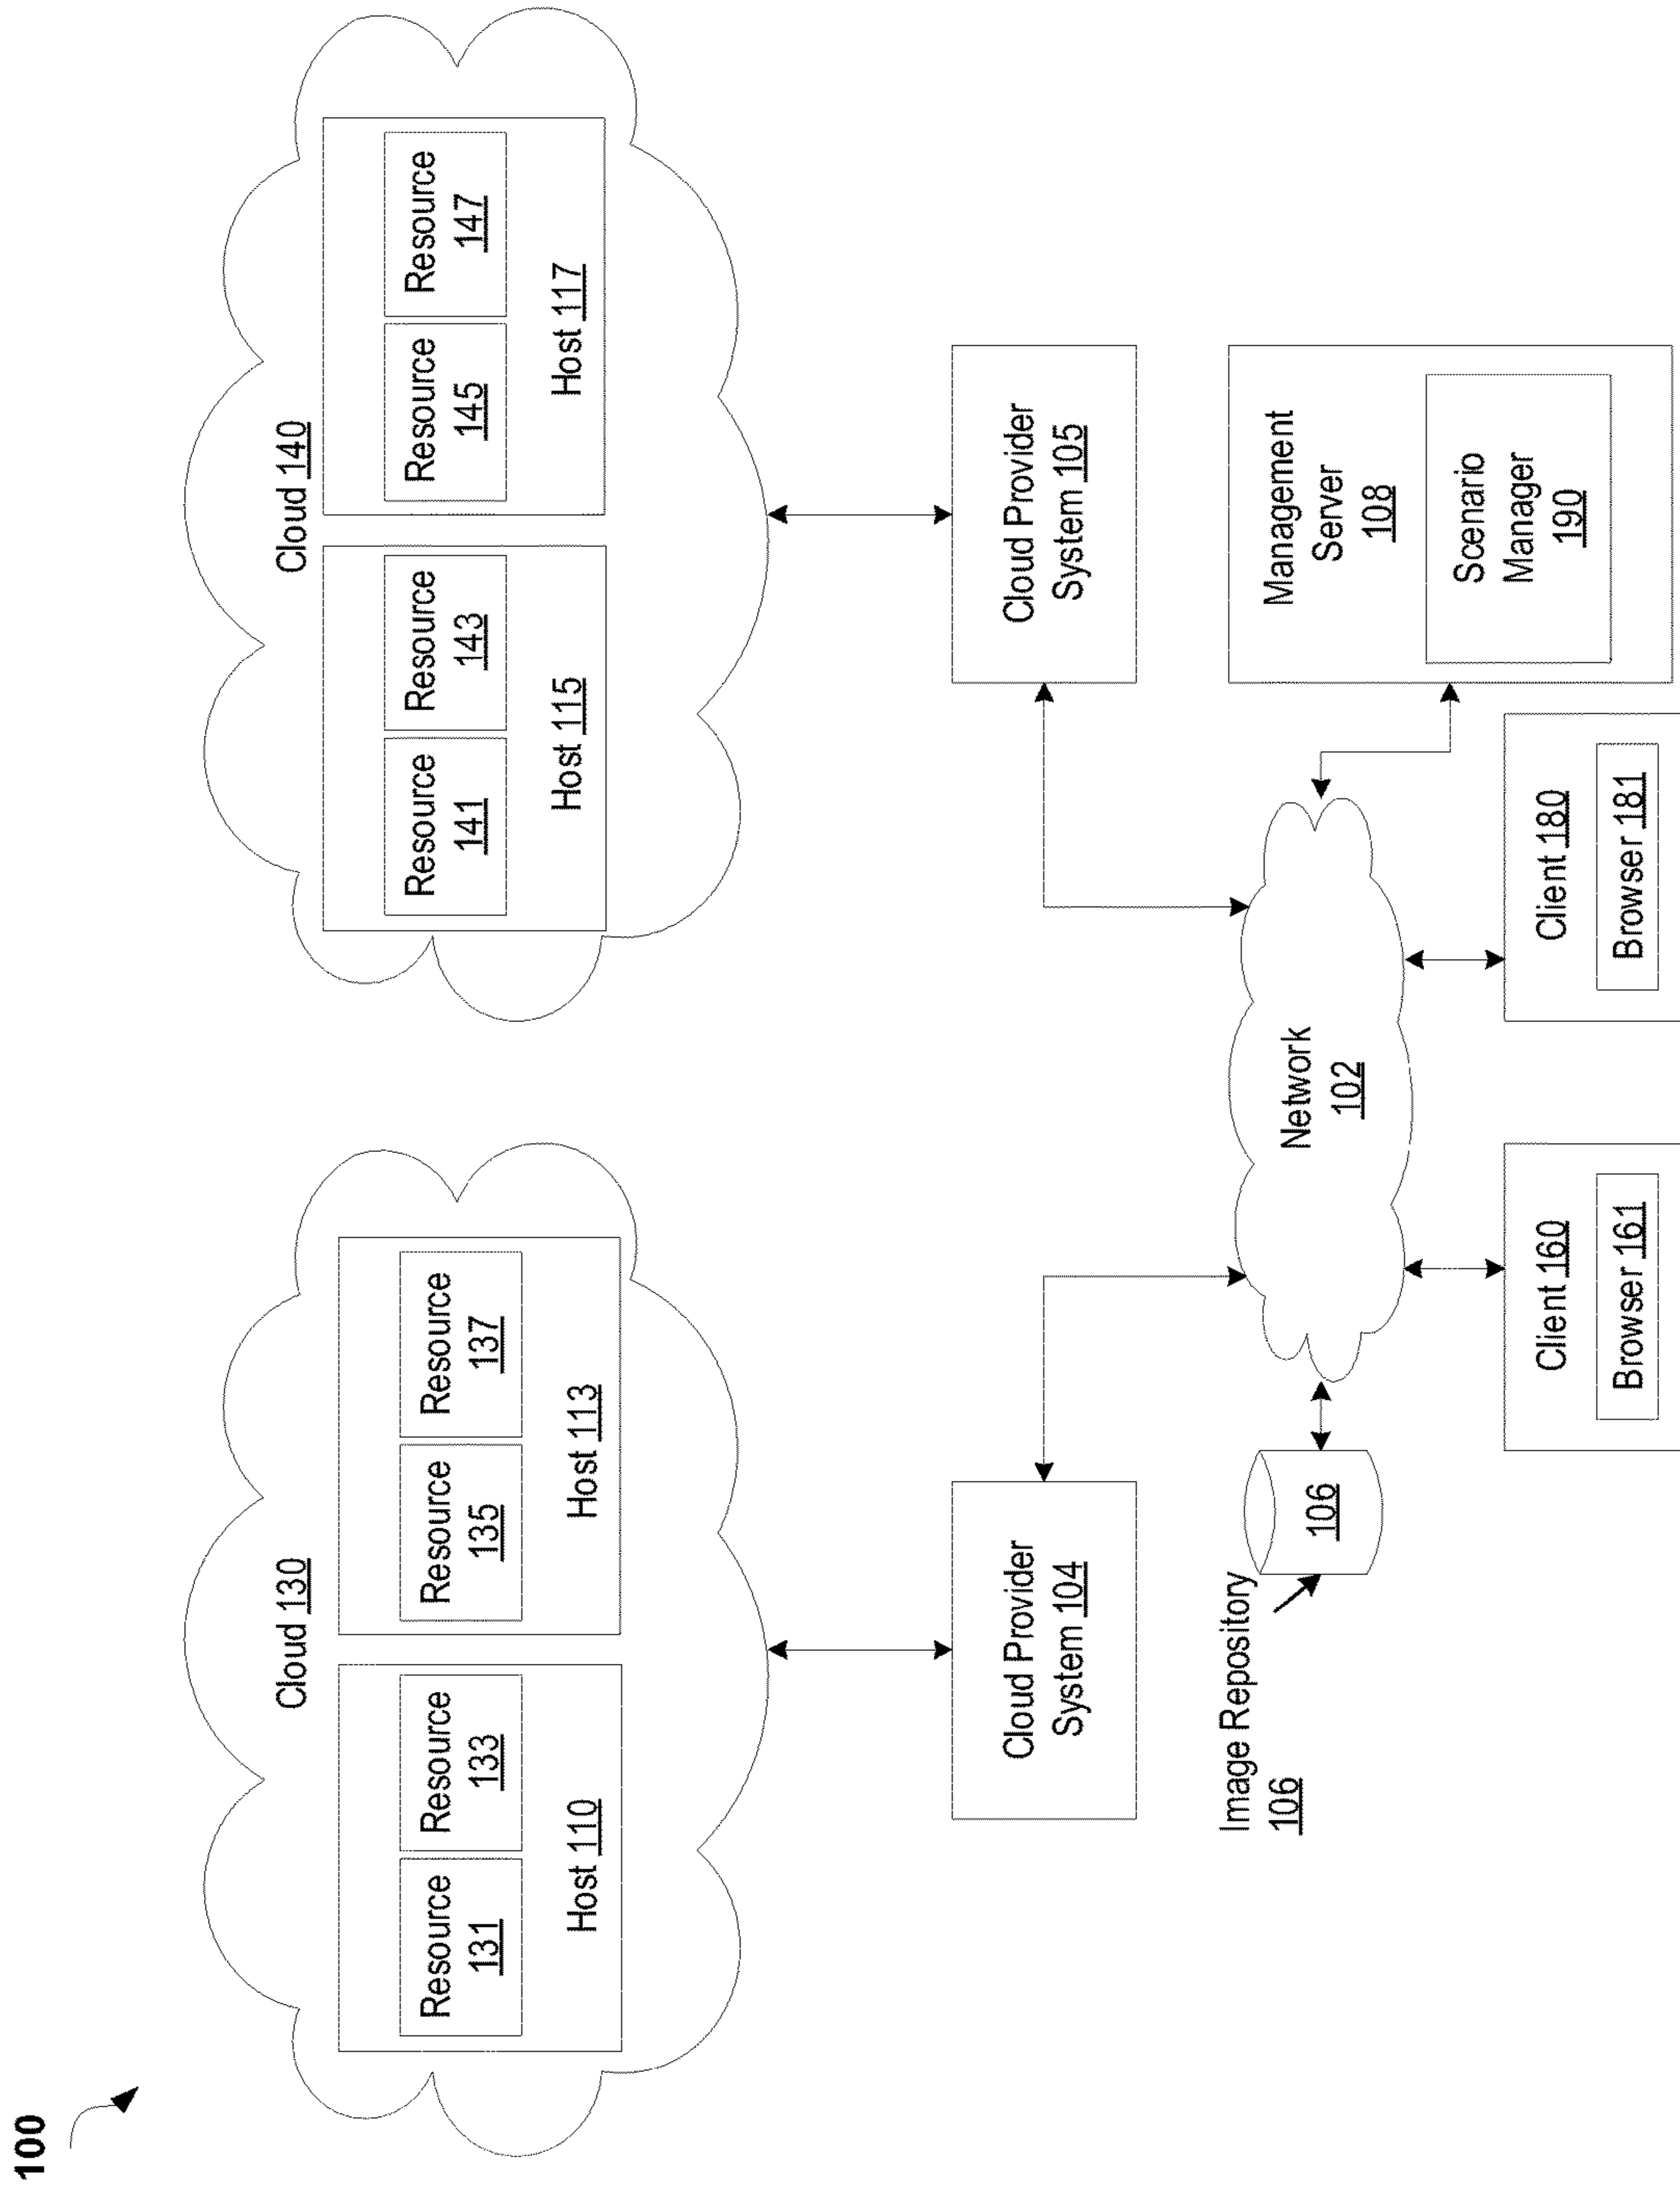 100
Cloud 130
Resource
131
Resource
133
Host 110
Resource
135
Resource
137
Host 113
Cloud 140
Resource
141
Resource
143
Host 115
Resource
145
Resource
147
Host 117
Cloud Provider
System 104
Cloud Provider
System 105
Image Repository
106
106
Network
102
Management
Server
108
Scenario
Manager
190
Client 160
Browser 161
Client 180
Browser 181